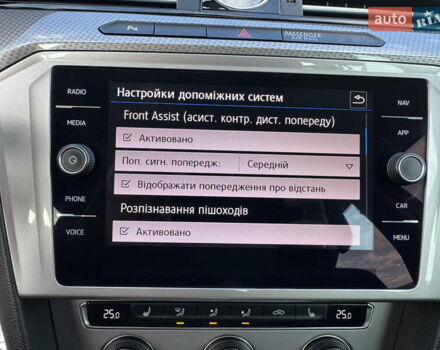 auto RIA
PASSENGER
AIR BAG
RADIO
MEDIA
PHONE
VOICE
Настройки допоміжних систем
Front Assist (асист. контр. дист. попереду)
Активовано
Поп. сигн. попередж: Середній
Відображати попередження про відстань
Розпізнавання пішоходів
Активовано
NAV
APP
CAR
MENU
25.0
25.0